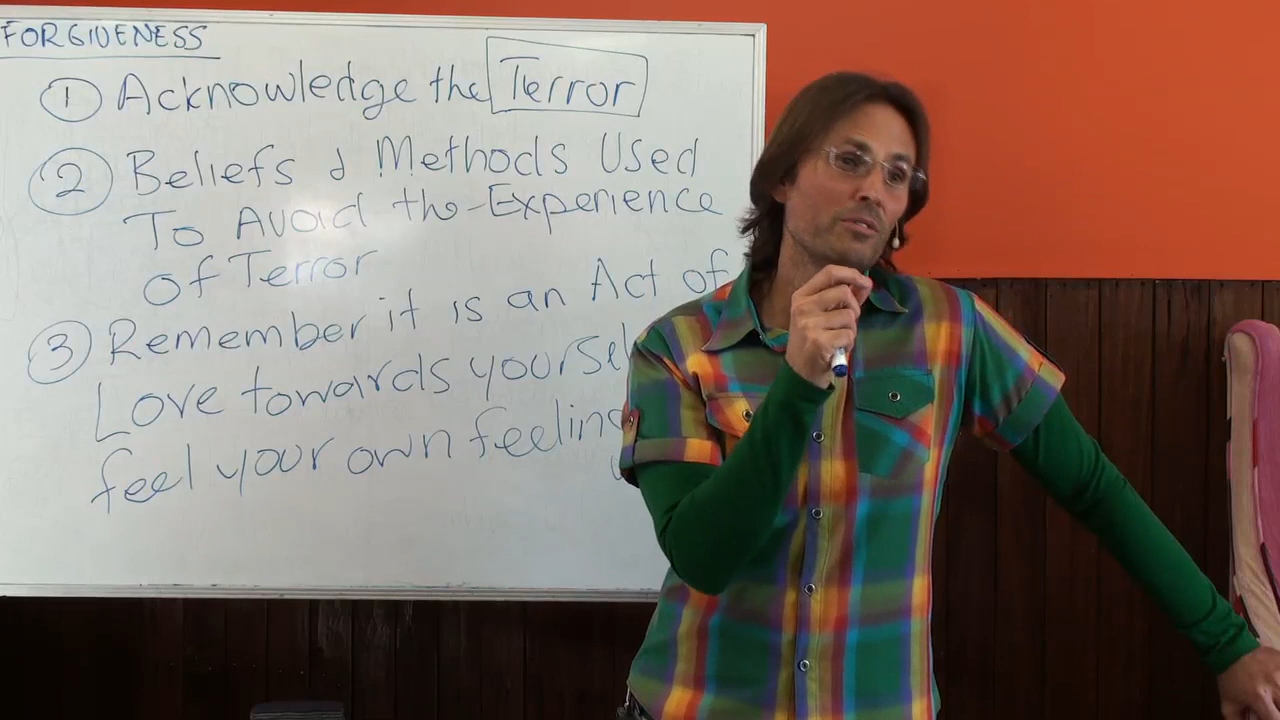 FORGIVENESS
1 Acknowledge the Terror
2 Beliefs & Methods Used
To Avoid the Experience
of Terror
3 Remember it is an Act of
Love towards yoursel
feel your own feeling